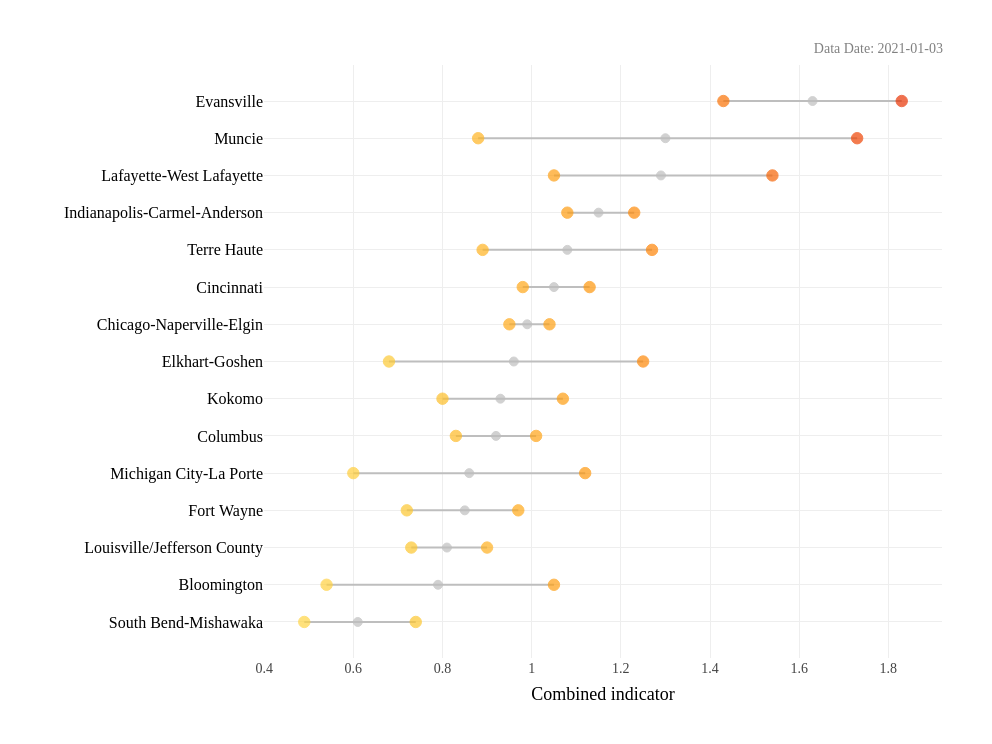 Data Date: 2021-01-03
Evansville
Muncie
Lafayette-West Lafayette
Indianapolis-Carmel-Anderson
Terre Haute
Cincinnati
Chicago-Naperville-Elgin
Elkhart-Goshen
Kokomo
Columbus
Michigan City-La Porte
Fort Wayne
Louisville/Jefferson County
Bloomington
South Bend-Mishawaka
0.4 0.6 0.8 1 1.2 1.4 1.6 1.8
Combined indicator